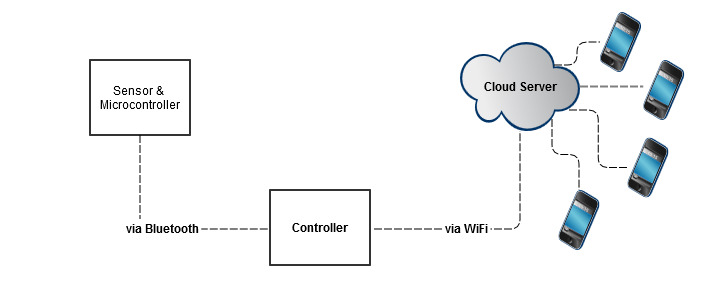 Sensor &
Microcontroller
Cloud Server
via Bluetooth
Controller
via WiFi